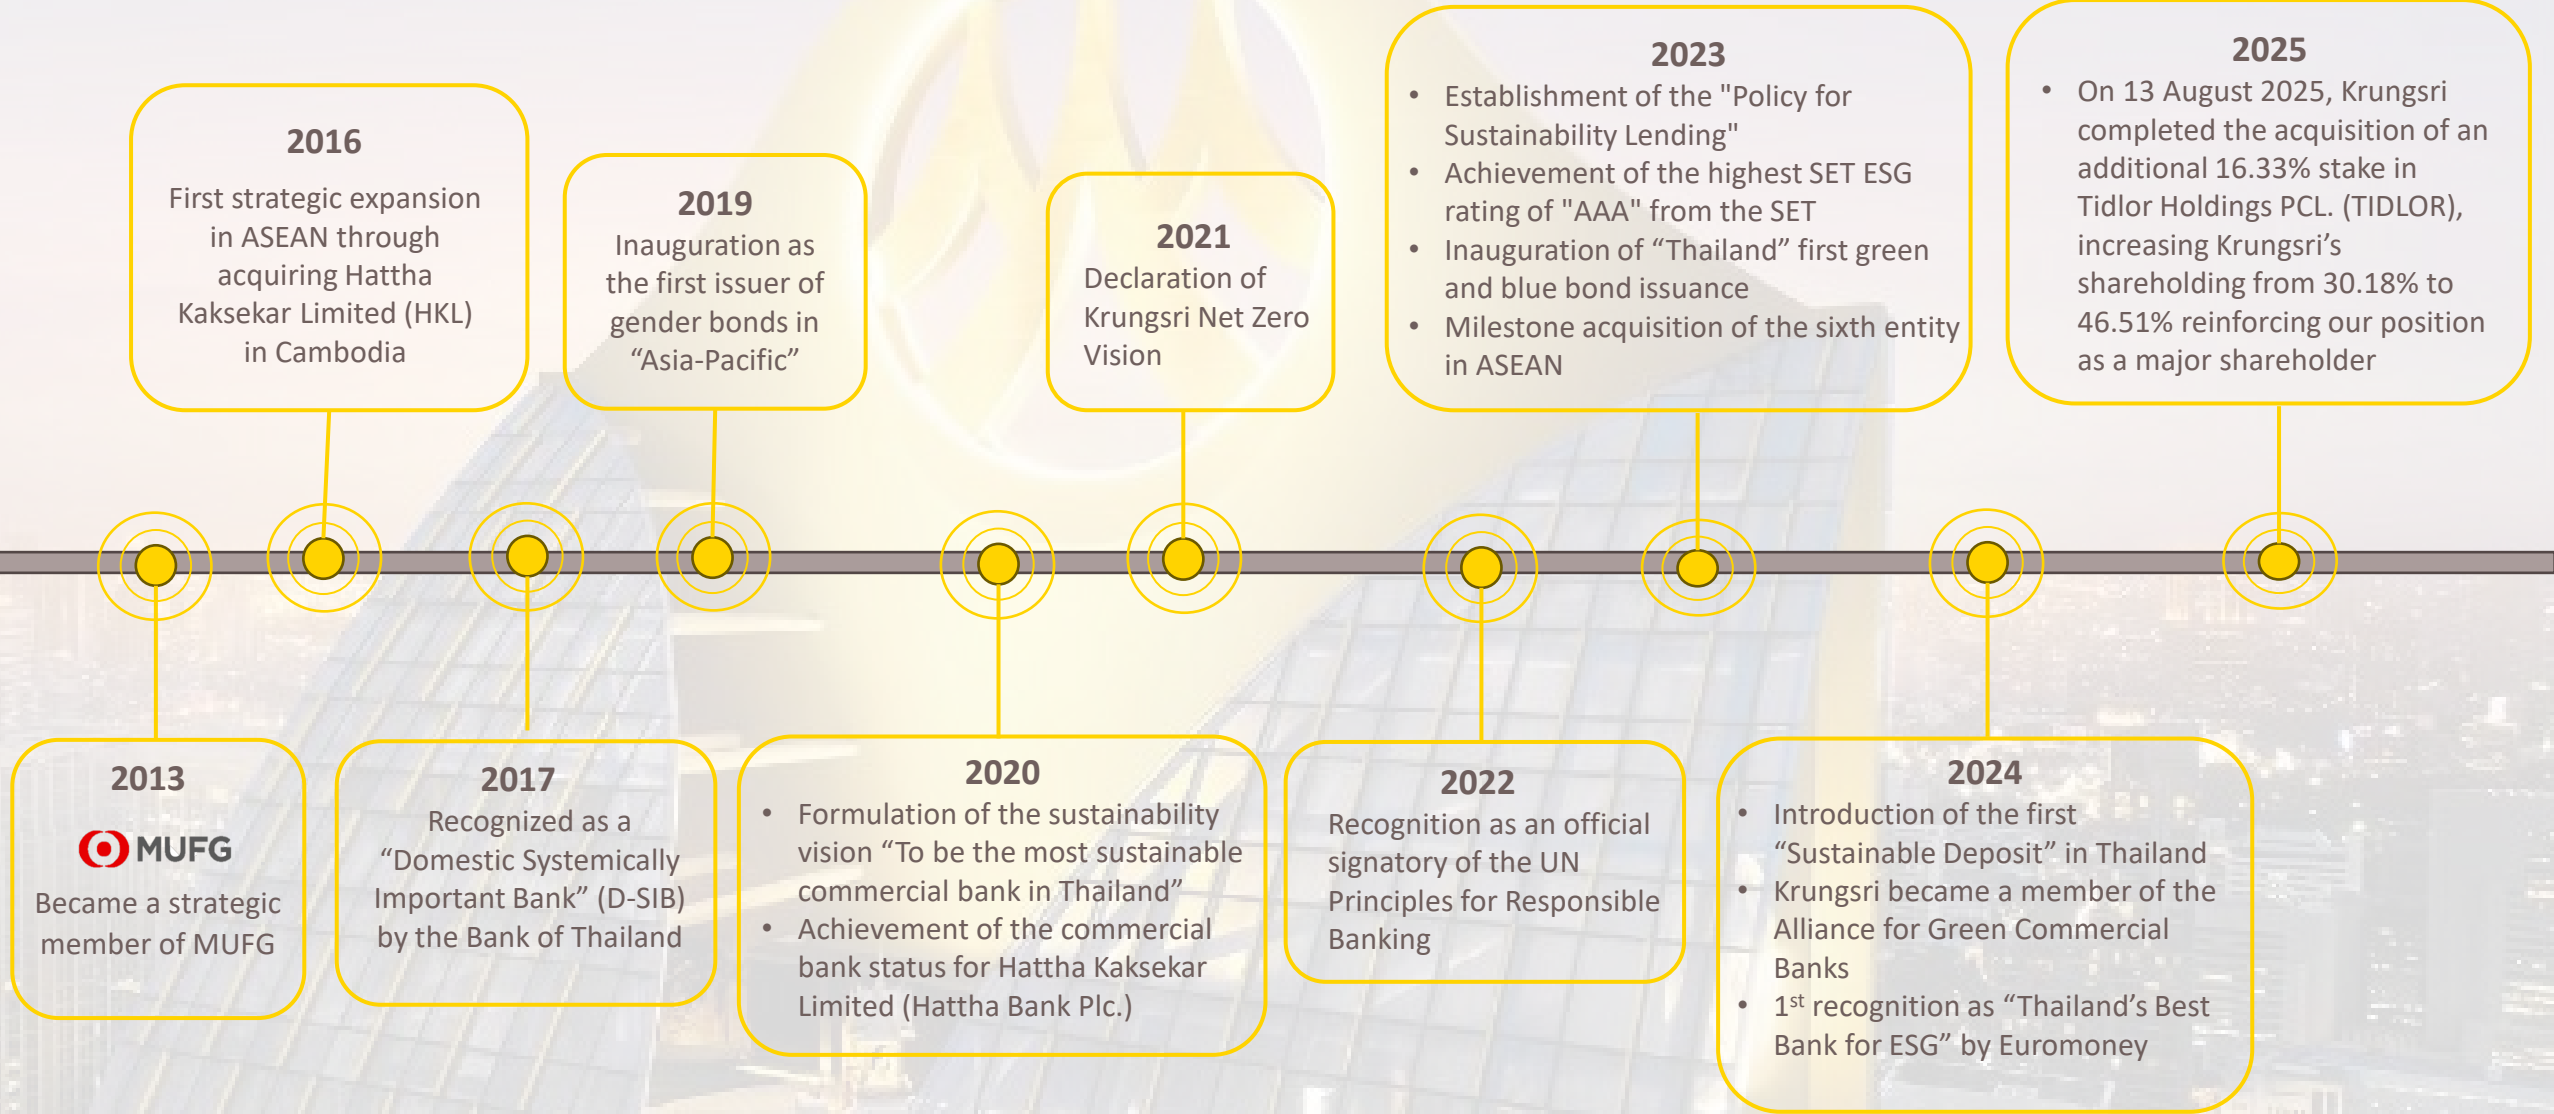 2013
MUFG
Became a strategic
member of MUFG
2016
First strategic expansion
in ASEAN through
acquiring Hattha
Kaksekar Limited (HKL)
in Cambodia
2017
Recognized as a
“Domestic Systemically
Important Bank” (D-SIB)
by the Bank of Thailand
2019
Inauguration as
the first issuer of
gender bonds in
“Asia-Pacific”
2020
• Formulation of the sustainability
vision “To be the most sustainable
commercial bank in Thailand”
• Achievement of the commercial
bank status for Hattha Kaksekar
Limited (Hattha Bank Plc.)
2021
Declaration of
Krungsri Net Zero
Vision
2022
Recognition as an official
signatory of the UN
Principles for Responsible
Banking
2023
• Establishment of the "Policy for
Sustainability Lending"
• Achievement of the highest SET ESG
rating of "AAA" from the SET
• Inauguration of “Thailand” first green
and blue bond issuance
• Milestone acquisition of the sixth entity
in ASEAN
2024
• Introduction of the first
“Sustainable Deposit” in Thailand
• Krungsri became a member of the
Alliance for Green Commercial
Banks
• 1st recognition as “Thailand’s Best
Bank for ESG” by Euromoney
2025
• On 13 August 2025, Krungsri
completed the acquisition of an
additional 16.33% stake in
Tidlor Holdings PCL. (TIDLOR),
increasing Krungsri’s
shareholding from 30.18% to
46.51% reinforcing our position
as a major shareholder